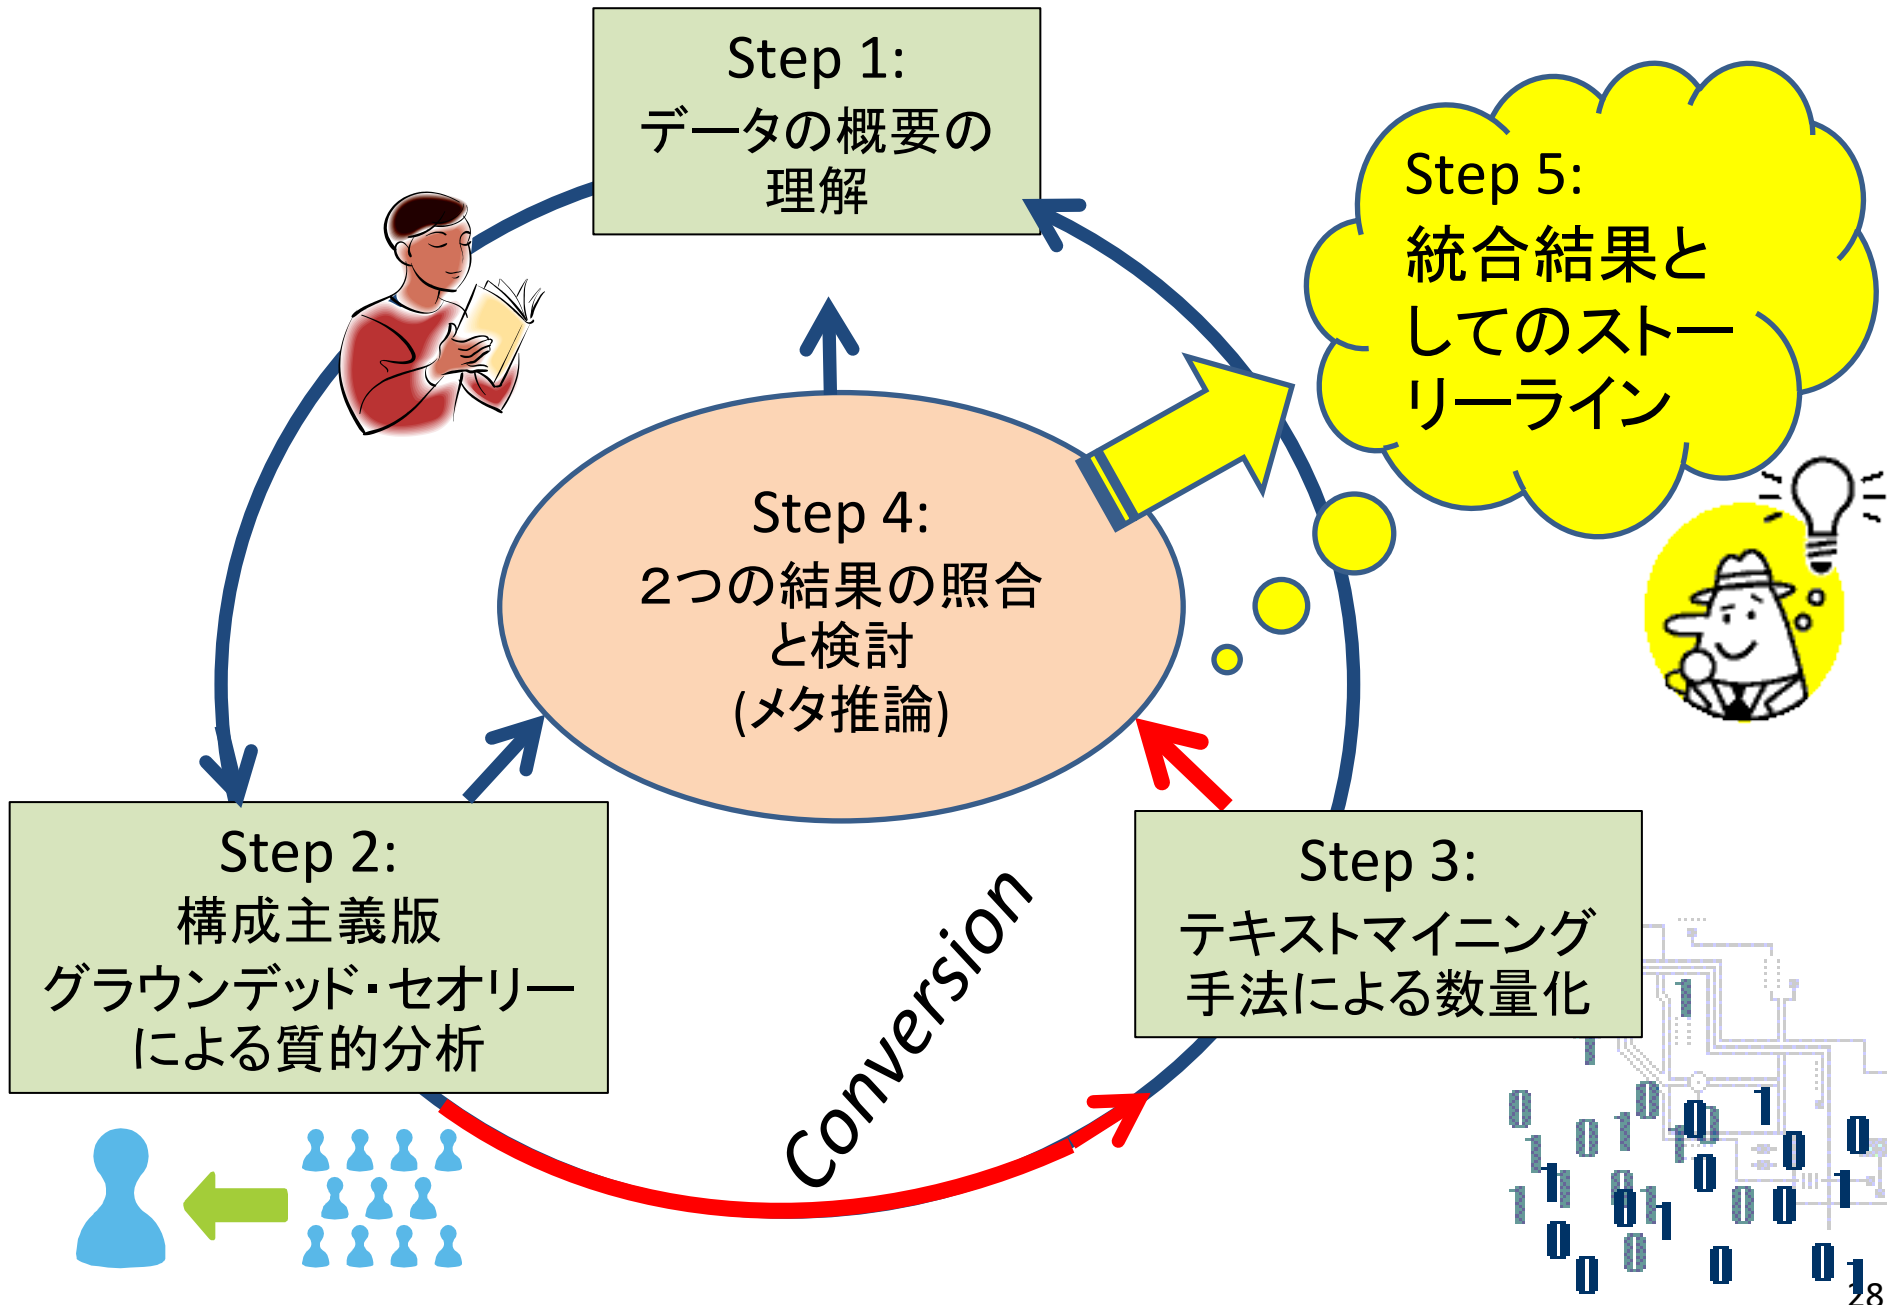 Step 1:
データの概要の
理解
Step 5:
統合結果と
してのストー
リーライン
Step 4:
２つの結果の照合
と検討
(メタ推論)
Step 2:
構成主義版
グラウンデッド・セオリー
による質的分析
Step 3:
テキストマイニング
手法による数量化
Conversion
28